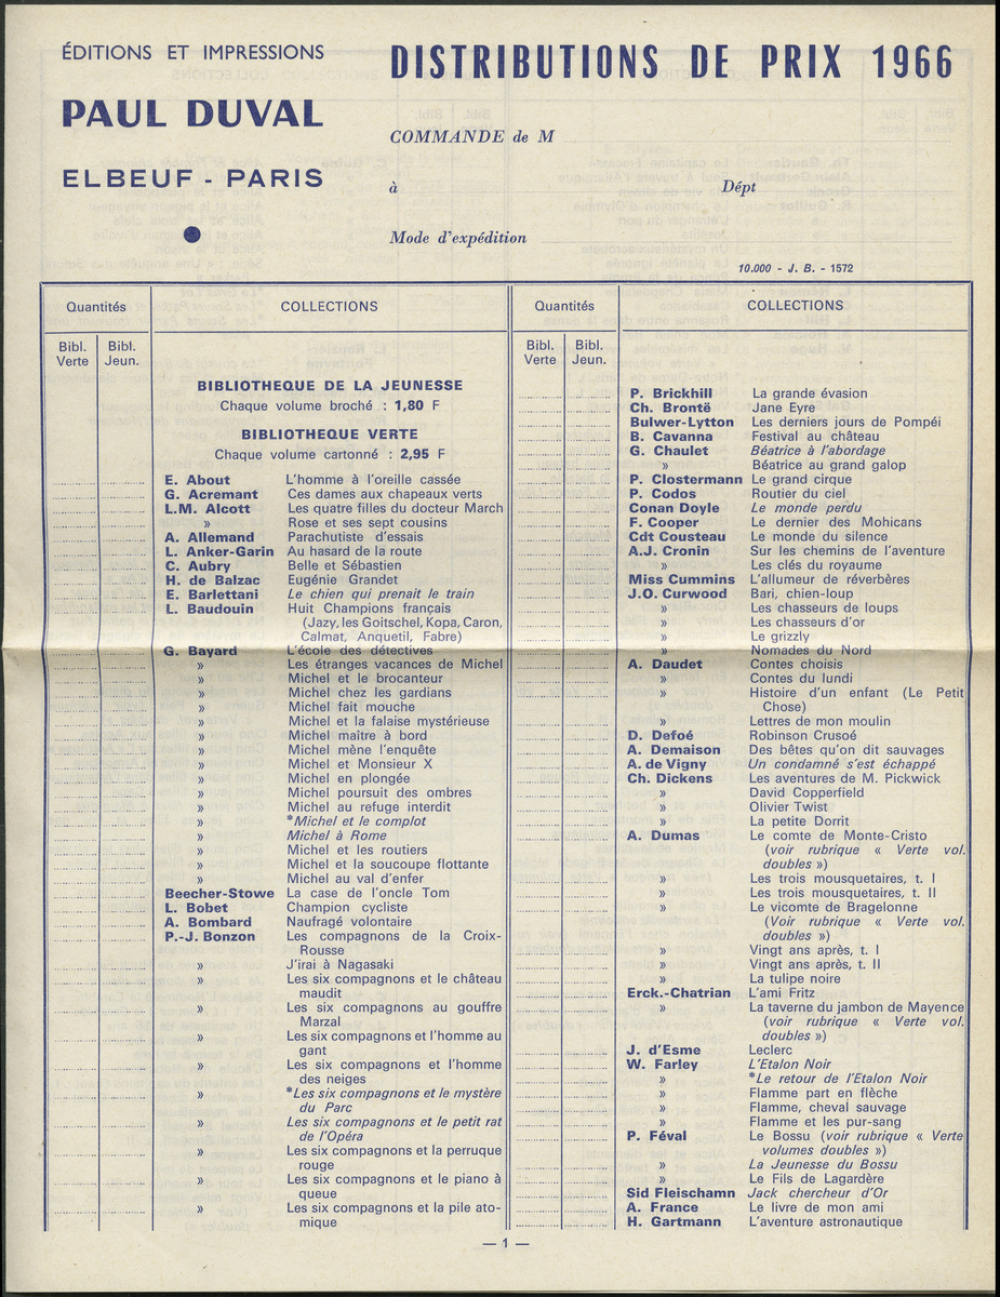 ÉDITIONS ET IMPRESSIONS
PAUL DUVAL
ELBEUF - PARIS
DISTRIBUTIONS DE PRIX 1966
COMMANDE de M
à Dépt
Mode d'expédition
10.000 - J. B. - 1572
Quantités COLLECTIONS
Bibl. Verte Bibl. Jeun.
BIBLIOTHEQUE DE LA JEUNESSE
Chaque volume broché : 1,80 F
BIBLIOTHEQUE VERTE
Chaque volume cartonné : 2,95 F
E. About L'homme à l'oreille cassée
G. Acremant Ces dames aux chapeaux verts
L.M. Alcott Les quatre filles du docteur March
» Rose et ses sept cousins
A. Allemand Parachutiste d'essais
L. Anker-Garin Au hasard de la route
C. Aubry Belle et Sébastien
H. de Balzac Eugénie Grandet
E. Barlettani Le chien qui prenait le train
L. Baudouin Huit Champions français
(Jazy, les Goitschel, Kopa, Caron,
Calmat, Anquetil, Fabre)
G. Bayard L'école des détectives
» Les étranges vacances de Michel
» Michel et le brocanteur
» Michel chez les gardians
» Michel fait mouche
» Michel et la falaise mystérieuse
» Michel maître à bord
» Michel mène l'enquête
» Michel et Monsieur X
» Michel en plongée
» Michel poursuit des ombres
» Michel au refuge interdit
» *Michel et le complot
» Michel à Rome
» Michel et les routiers
» Michel et la soucoupe flottante
» Michel au val d'enfer
Beecher-Stowe La case de l'oncle Tom
L. Bobet Champion cycliste
A. Bombard Naufragé volontaire
P.-J. Bonzon Les compagnons de la Croix-
Rousse
» J'irai à Nagasaki
» Les six compagnons et le château
maudit
» Les six compagnons au gouffre
Marzal
» Les six compagnons et l'homme au
gant
» Les six compagnons et l'homme
des neiges
» *Les six compagnons et le mystère
du Parc
» Les six compagnons et le petit rat
de l'Opéra
» Les six compagnons et la perruque
rouge
» Les six compagnons et le piano à
queue
» Les six compagnons et la pile ato-
mique
Quantités COLLECTIONS
Bibl. Verte Bibl. Jeun.
P. Brickhill La grande évasion
Ch. Brontë Jane Eyre
Bulwer-Lytton Les derniers jours de Pompéi
B. Cavanna Festival au château
G. Chaulet Béatrice à l'abordage
» Béatrice au grand galop
P. Clostermann Le grand cirque
P. Codos Routier du ciel
Conan Doyle Le monde perdu
F. Cooper Le dernier des Mohicans
Cdt Cousteau Le monde du silence
A.J. Cronin Sur les chemins de l'aventure
» Les clés du royaume
Miss Cummins L'allumeur de réverbères
J.O. Curwood Bari, chien-loup
» Les chasseurs de loups
» Les chasseurs d'or
» Le grizzly
» Nomades du Nord
A. Daudet Contes choisis
» Contes du lundi
» Histoire d'un enfant (Le Petit
Chose)
» Lettres de mon moulin
D. Defoé Robinson Crusoé
A. Demaison Des bêtes qu'on dit sauvages
A. de Vigny Un condamné s'est échappé
Ch. Dickens Les aventures de M. Pickwick
» David Copperfield
» Olivier Twist
» La petite Dorrit
A. Dumas Le comte de Monte-Cristo
(voir rubrique « Verte vol.
doubles »)
» Les trois mousquetaires, t. I
» Les trois mousquetaires, t. II
» Le vicomte de Bragelonne
(Voir rubrique « Verte vol.
doubles »)
» Vingt ans après, t. I
» Vingt ans après, t. II
» La tulipe noire
Erck.-Chatrian L'ami Fritz
» La taverne du jambon de Mayence
(voir rubrique « Verte vol.
doubles »)
J. d'Esme Leclerc
W. Farley L'Etalon Noir
» *Le retour de l'Etalon Noir
» Flamme part en flèche
» Flamme, cheval sauvage
» Flamme et les pur-sang
P. Féval Le Bossu (voir rubrique « Verte
volumes doubles »)
» La Jeunesse du Bossu
» Le Fils de Lagardère
Sid Fleischamn Jack chercheur d'Or
A. France Le livre de mon ami
H. Gartmann L'aventure astronautique
— 1 —